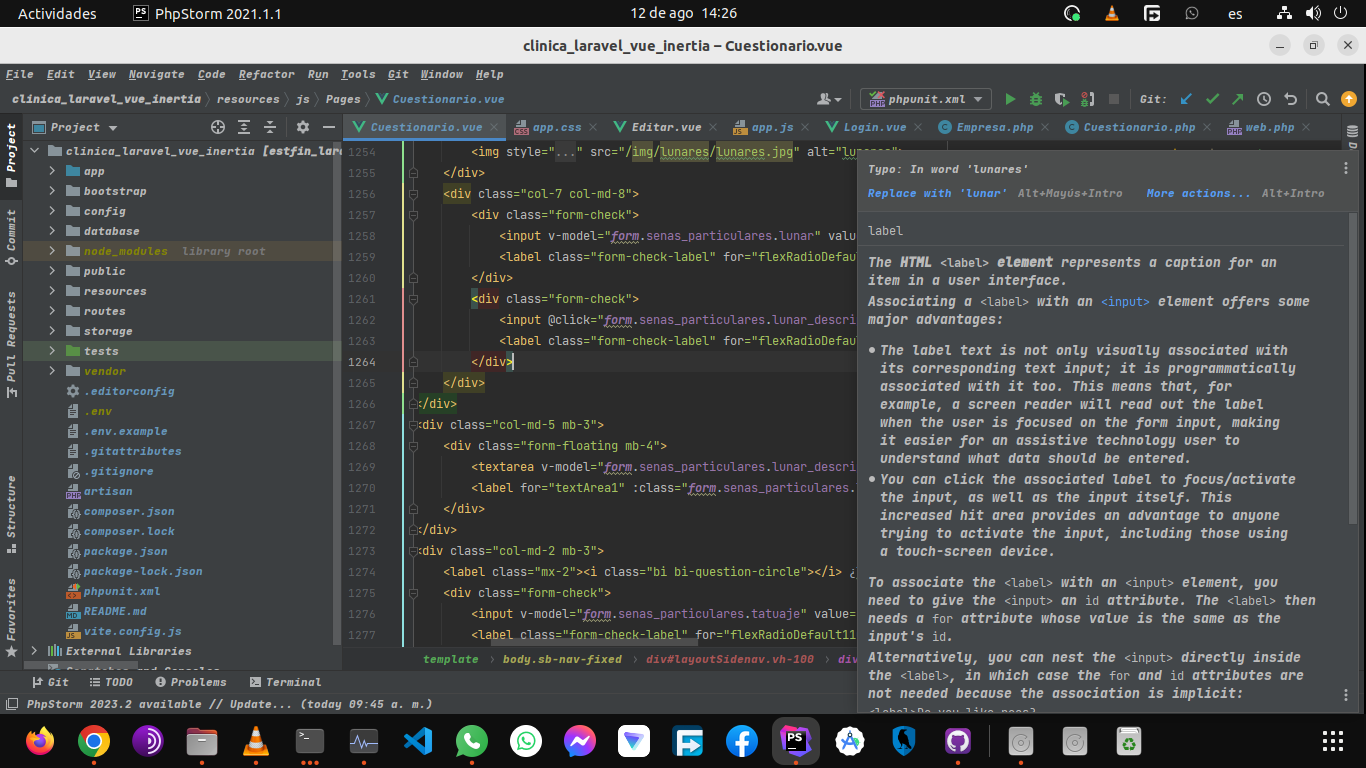 Actividades
PhpStorm 2021.1.1
12 de ago 14:26
es
clinica_laravel_vue_inertia – Cuestionario.vue
File Edit View Navigate Code Refactor Run Tools Git Window Help
clinica_laravel_vue_inertia resources js Pages Cuestionario.vue
phpunit.xml
Git:
Project
Cuestionario.vue app.css Editar.vue app.js Login.vue Empresa.php Cuestionario.php web.php
Project
Commit
Pull Requests
Structure
Favorites
clinica_laravel_vue_inertia [estfin_lara
app
bootstrap
config
database
node_modules library root
public
resources
routes
storage
tests
vendor
.editorconfig
.env
.env.example
.gitattributes
.gitignore
artisan
composer.json
composer.lock
package.json
package-lock.json
phpunit.xml
README.md
vite.config.js
External Libraries
Scratches and Consoles
1254 <img style="..." src="/img/lunares/lunares.jpg" alt="lunares">
1255 </div>
1256 <div class="col-7 col-md-8">
1257 <div class="form-check">
1258 <input v-model="form.senas_particulares.lunar" valu
1259 <label class="form-check-label" for="flexRadioDefau
1260 </div>
1261 <div class="form-check">
1262 <input @click="form.senas_particulares.lunar_descri
1263 <label class="form-check-label" for="flexRadioDefau
1264 </div>
1265 </div>
1266 </div>
1267 <div class="col-md-5 mb-3">
1268 <div class="form-floating mb-4">
1269 <textarea v-model="form.senas_particulares.lunar_descri
1270 <label for="textArea1" :class="form.senas_particulares.
1271 </div>
1272 </div>
1273 <div class="col-md-2 mb-3">
1274 <label class="mx-2"><i class="bi bi-question-circle"></i> ¿
1275 <div class="form-check">
1276 <input v-model="form.senas_particulares.tatuaje" value=
1277 <label class="form-check-label" for="flexRadioDefault11
template body.sb-nav-fixed div#layoutSidenav.vh-100 div
Typo: In word 'lunares'
Replace with 'lunar' Alt+Mayús+Intro More actions... Alt+Intro
label
The HTML <label> element represents a caption for an
item in a user interface.
Associating a <label> with an <input> element offers some
major advantages:
• The label text is not only visually associated with
its corresponding text input; it is programmatically
associated with it too. This means that, for
example, a screen reader will read out the label
when the user is focused on the form input, making
it easier for an assistive technology user to
understand what data should be entered.
• You can click the associated label to focus/activate
the input, as well as the input itself. This
increased hit area provides an advantage to anyone
trying to activate the input, including those using
a touch-screen device.
To associate the <label> with an <input> element, you
need to give the <input> an id attribute. The <label> then
needs a for attribute whose value is the same as the
input's id.
Alternatively, you can nest the <input> directly inside
the <label>, in which case the for and id attributes are
not needed because the association is implicit:
<label>Do you like peas?
Git TODO Problems Terminal
PhpStorm 2023.2 available // Update... (today 09:45 a. m.)
PS